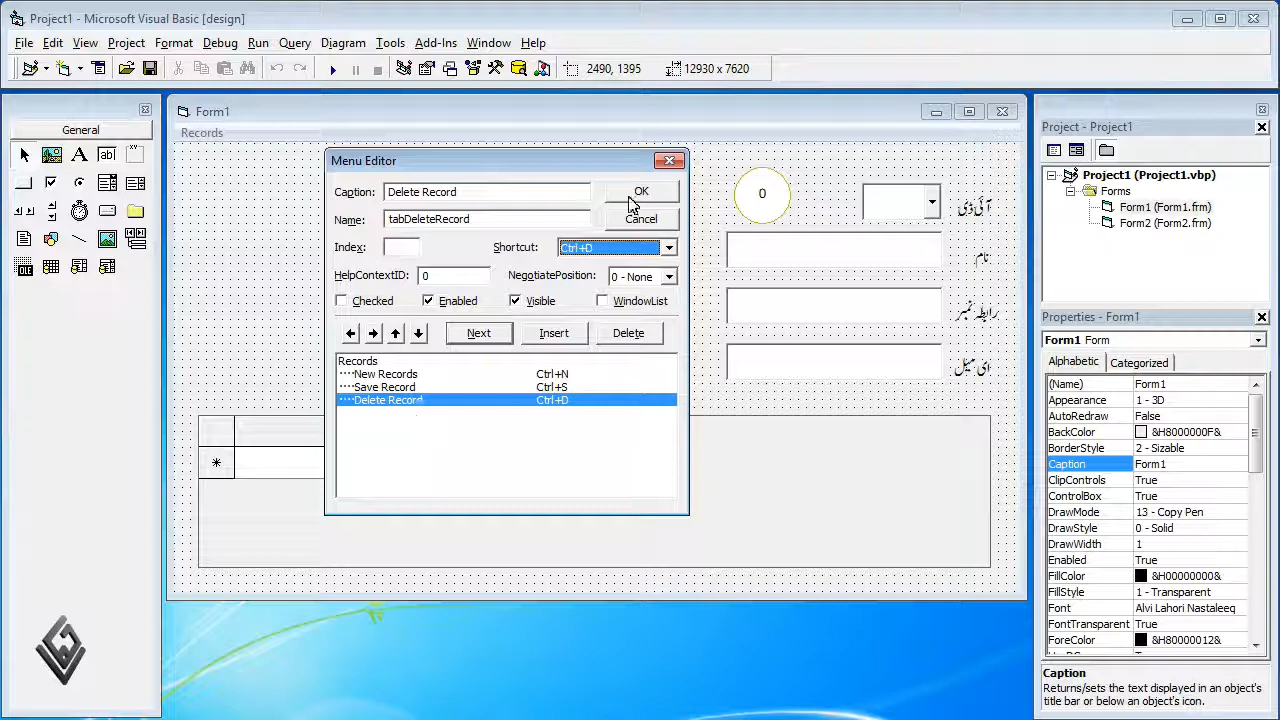 Project1 - Microsoft Visual Basic [design]
File Edit View Project Format Debug Run Query Diagram Tools Add-Ins Window Help
2490, 1395 12930 x 7620
General
Form1
Records
0
آئی ڈی
نام
رابطہ نمبر
ای میل
Menu Editor
Caption: Delete Record OK
Name: tabDeleteRecord Cancel
Index: Shortcut: Ctrl+D
HelpContextID: 0 NegotiatePosition: 0 - None
Checked Enabled Visible WindowList
Next Insert Delete
Records
····New Records Ctrl+N
····Save Record Ctrl+S
····Delete Record Ctrl+D
Project - Project1
Project1 (Project1.vbp)
Forms
Form1 (Form1.frm)
Form2 (Form2.frm)
Properties - Form1
Form1 Form
Alphabetic Categorized
(Name) Form1
Appearance 1 - 3D
AutoRedraw False
BackColor &H8000000F&
BorderStyle 2 - Sizable
Caption Form1
ClipControls True
ControlBox True
DrawMode 13 - Copy Pen
DrawStyle 0 - Solid
DrawWidth 1
Enabled True
FillColor &H00000000&
FillStyle 1 - Transparent
Font Alvi Lahori Nastaleeq
FontTransparent True
ForeColor &H80000012&
Caption
Returns/sets the text displayed in an object's
title bar or below an object's icon.